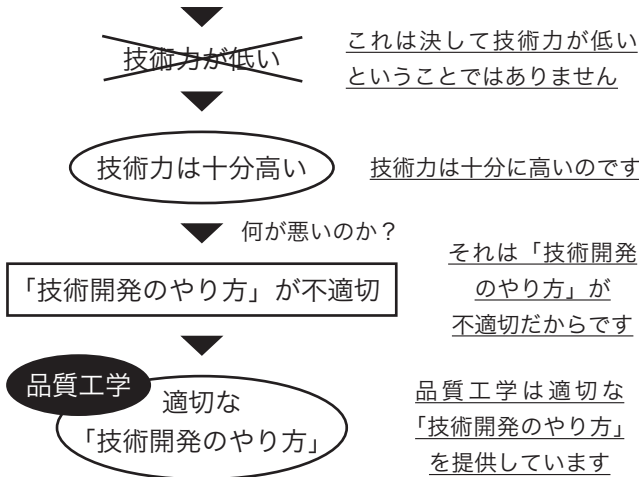 技術力が低い
これは決して技術力が低い
ということではありません
技術力は十分高い
技術力は十分に高いのです
何が悪いのか？
「技術開発のやり方」が不適切
それは「技術開発
のやり方」が
不適切だからです
品質工学
適切な
「技術開発のやり方」
品質工学は適切な
「技術開発のやり方」
を提供しています